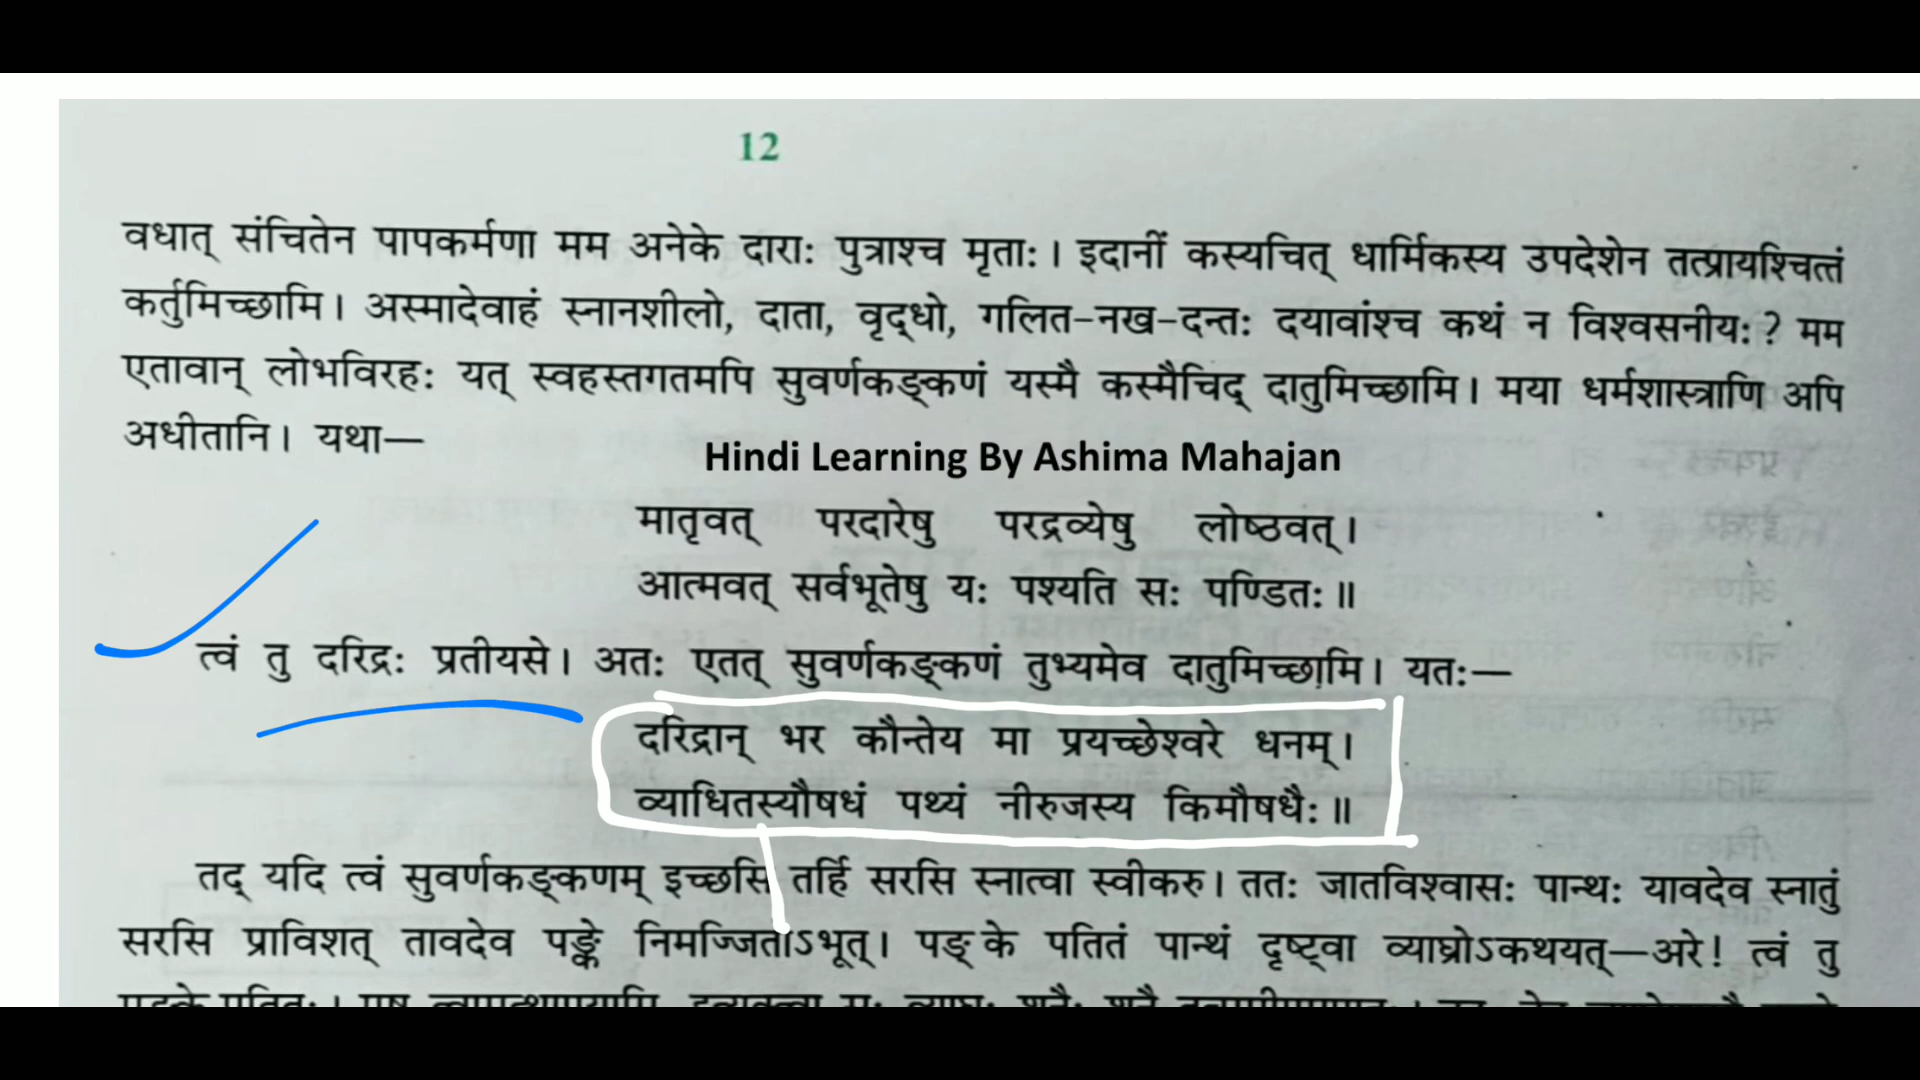 12
वधात् संचितेन पापकर्मणा मम अनेके दाराः पुत्राश्च मृताः। इदानीं कस्यचित् धार्मिकस्य उपदेशेन तत्प्रायश्चित्तं
कर्तुमिच्छामि। अस्मादेवाहं स्नानशीलो, दाता, वृद्धो, गलित-नख-दन्तः दयावांश्च कथं न विश्वसनीयः? मम
एतावान् लोभविरहः यत् स्वहस्तगतमपि सुवर्णकङ्कणं यस्मै कस्मैचिद् दातुमिच्छामि। मया धर्मशास्त्राणि अपि
अधीतानि। यथा—
Hindi Learning By Ashima Mahajan
मातृवत् परदारेषु परद्रव्येषु लोष्ठवत्।
आत्मवत् सर्वभूतेषु यः पश्यति सः पण्डितः॥
त्वं तु दरिद्रः प्रतीयसे। अतः एतत् सुवर्णकङ्कणं तुभ्यमेव दातुमिच्छामि। यतः—
दरिद्रान् भर कौन्तेय मा प्रयच्छेश्वरे धनम्।
व्याधितस्यौषधं पथ्यं नीरुजस्य किमौषधैः॥
तद् यदि त्वं सुवर्णकङ्कणम् इच्छसि तर्हि सरसि स्नात्वा स्वीकरु। ततः जातविश्वासः पान्थः यावदेव स्नातुं
सरसि प्राविशत् तावदेव पङ्के निमज्जितोऽभूत्। पङ्के पतितं पान्थं दृष्ट्वा व्याघ्रोऽकथयत्—अरे! त्वं तु